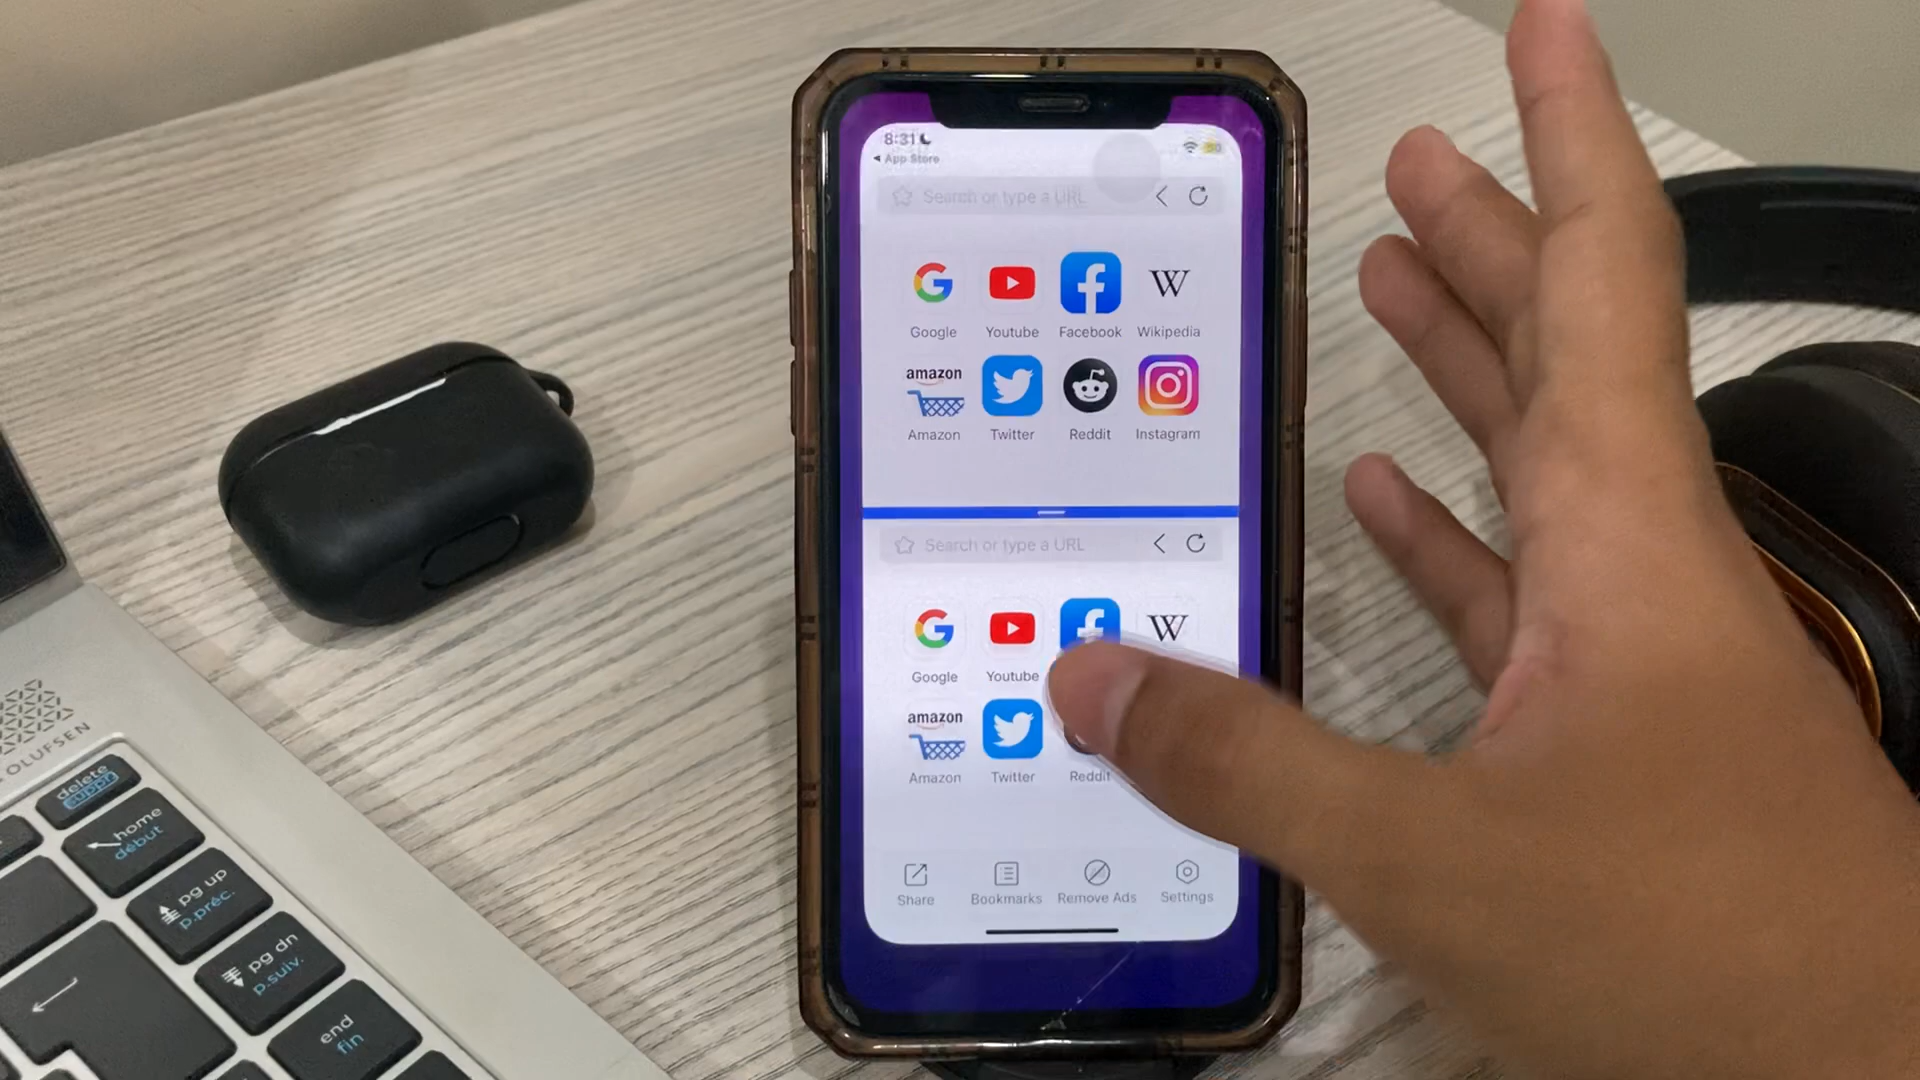 8:31
◂ App Store
Search or type a URL
Google Youtube Facebook Wikipedia
amazon
Amazon Twitter Reddit Instagram
Search or type a URL
Google Youtube
amazon
Amazon Twitter Reddit
Share Bookmarks Remove Ads Settings
OLUFSEN
delete
suppr
home
début
pg up
p.préc.
pg dn
p.suiv.
end
fin